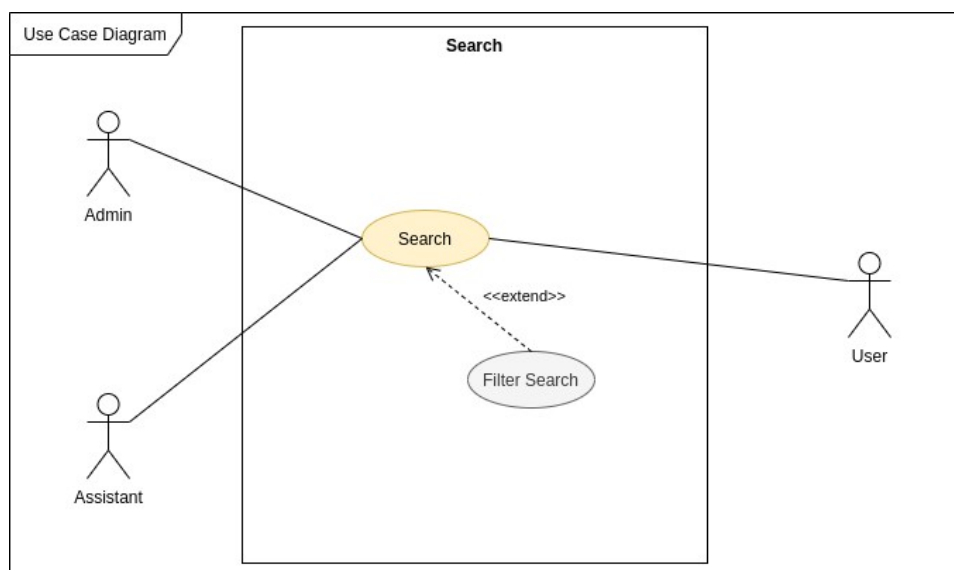 Use Case Diagram
Search
Admin
Search
<<extend>>
User
Filter Search
Assistant